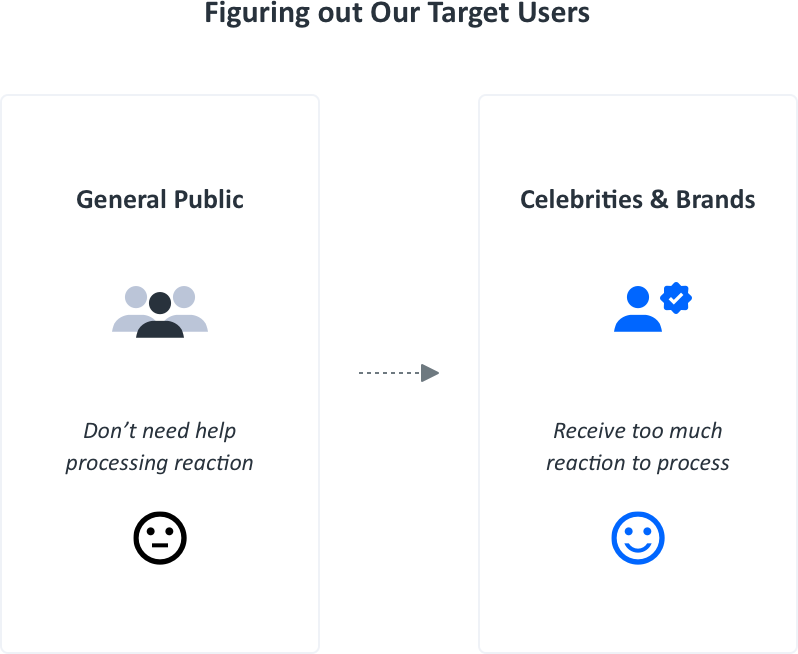 Figuring out Our Target Users
General Public
Don’t need help
processing reaction
Celebrities & Brands
Receive too much
reaction to process